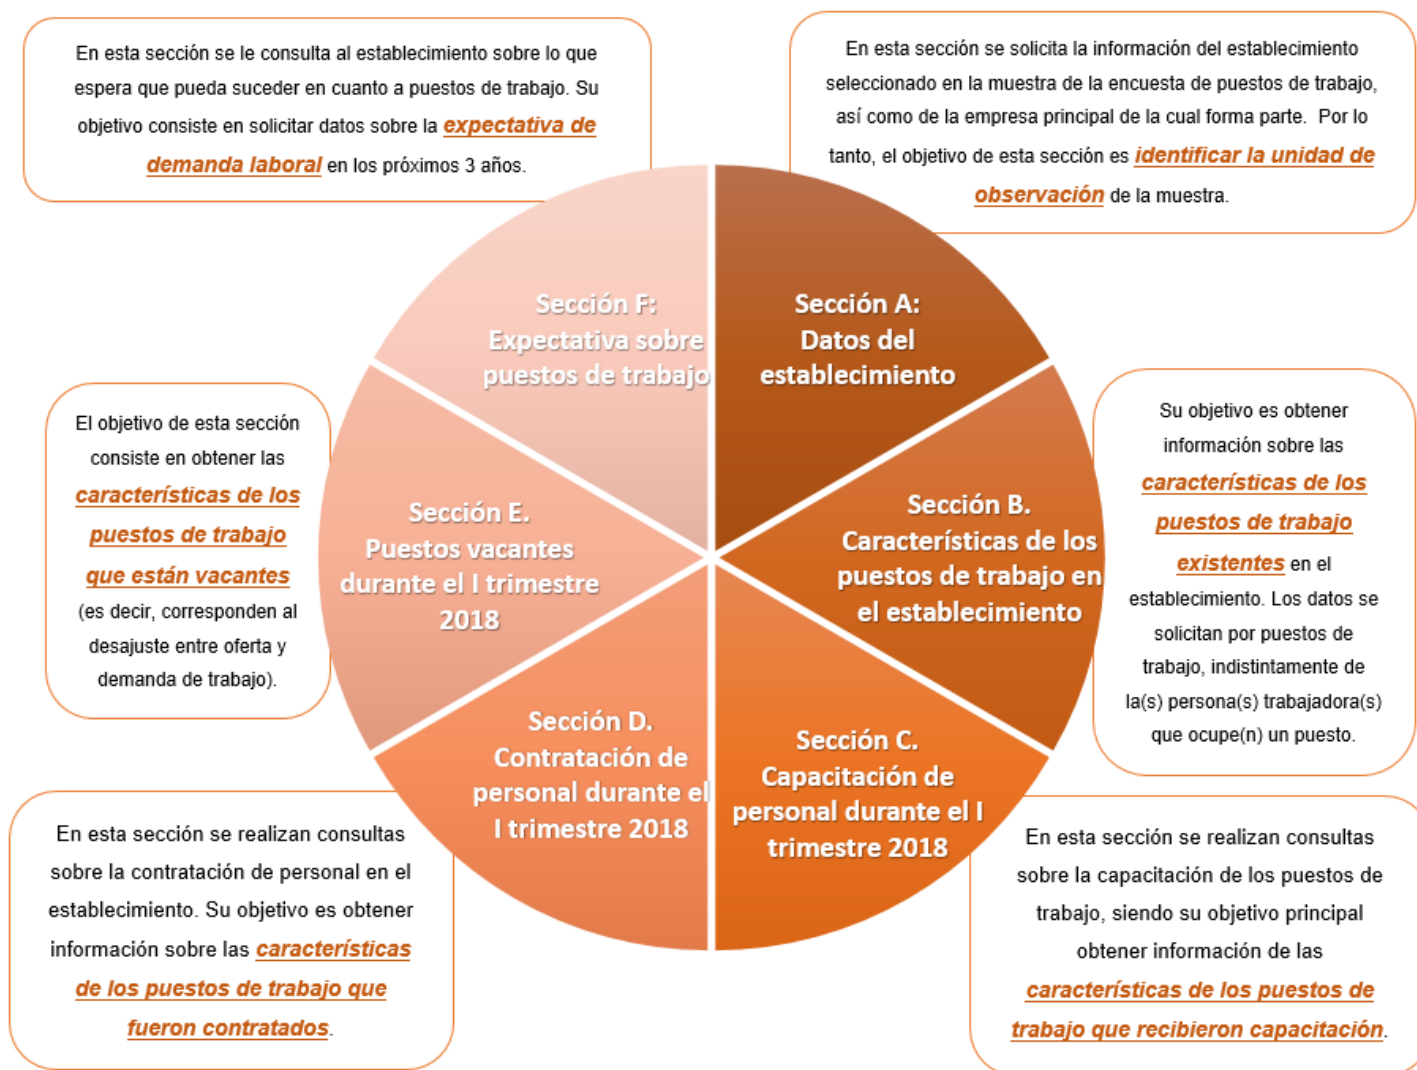 En esta sección se le consulta al establecimiento sobre lo que
espera que pueda suceder en cuanto a puestos de trabajo. Su
objetivo consiste en solicitar datos sobre la expectativa de
demanda laboral en los próximos 3 años.
En esta sección se solicita la información del establecimiento
seleccionado en la muestra de la encuesta de puestos de trabajo,
así como de la empresa principal de la cual forma parte. Por lo
tanto, el objetivo de esta sección es identificar la unidad de
observación de la muestra.
Sección F:
Expectativa sobre
puestos de trabajo
Sección A:
Datos del
establecimiento
El objetivo de esta sección
consiste en obtener las
características de los
puestos de trabajo
que están vacantes
(es decir, corresponden al
desajuste entre oferta y
demanda de trabajo).
Sección E.
Puestos vacantes
durante el I trimestre
2018
Sección B.
Características de los
puestos de trabajo en
el establecimiento
Su objetivo es obtener
información sobre las
características de los
puestos de trabajo
existentes en el
establecimiento. Los datos se
solicitan por puestos de
trabajo, indistintamente de
la(s) persona(s) trabajadora(s)
que ocupe(n) un puesto.
Sección D.
Contratación de
personal durante el
I trimestre 2018
Sección C.
Capacitación de
personal durante el I
trimestre 2018
En esta sección se realizan consultas
sobre la contratación de personal en el
establecimiento. Su objetivo es obtener
información sobre las características
de los puestos de trabajo que
fueron contratados.
En esta sección se realizan consultas
sobre la capacitación de los puestos de
trabajo, siendo su objetivo principal
obtener información de las
características de los puestos de
trabajo que recibieron capacitación.